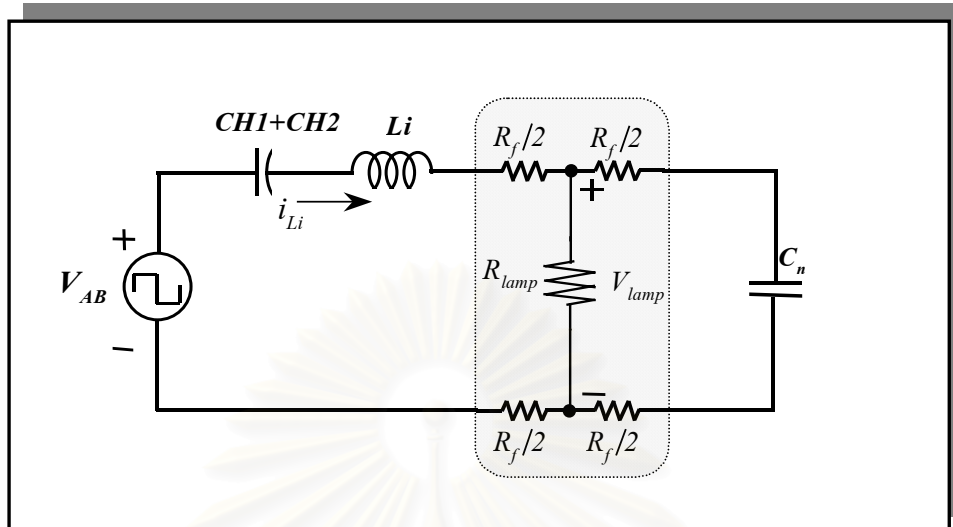 CH1+CH2 Li
R_f/2 R_f/2
+
i_Li
+
R_lamp V_lamp
C_n
V_AB
–
–
R_f/2 R_f/2